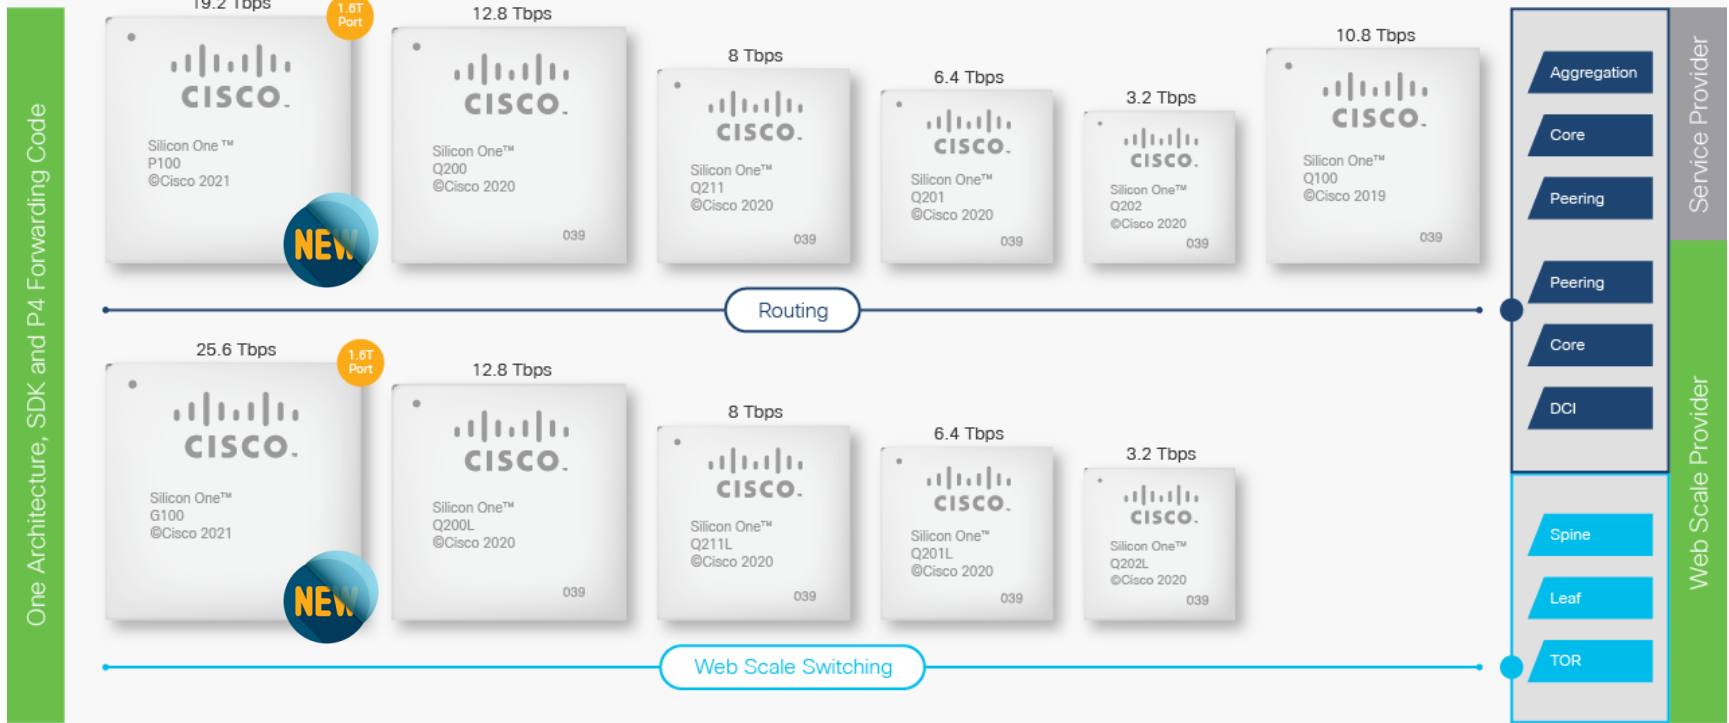 One Architecture, SDK and P4 Forwarding Code
19.2 Tbps
1.6T
Port
CISCO
Silicon One™
P100
©Cisco 2021
NEW
12.8 Tbps
CISCO
Silicon One™
Q200
©Cisco 2020
039
8 Tbps
CISCO
Silicon One™
Q211
©Cisco 2020
039
6.4 Tbps
CISCO
Silicon One™
Q201
©Cisco 2020
039
3.2 Tbps
CISCO
Silicon One™
Q202
©Cisco 2020
039
10.8 Tbps
CISCO
Silicon One™
Q100
©Cisco 2019
039
Routing
25.6 Tbps
1.6T
Port
CISCO
Silicon One™
G100
©Cisco 2021
NEW
12.8 Tbps
CISCO
Silicon One™
Q200L
©Cisco 2020
039
8 Tbps
CISCO
Silicon One™
Q211L
©Cisco 2020
039
6.4 Tbps
CISCO
Silicon One™
Q201L
©Cisco 2020
039
3.2 Tbps
CISCO
Silicon One™
Q202L
©Cisco 2020
039
Web Scale Switching
Aggregation
Core
Peering
Peering
Core
DCI
Spine
Leaf
TOR
Service Provider
Web Scale Provider